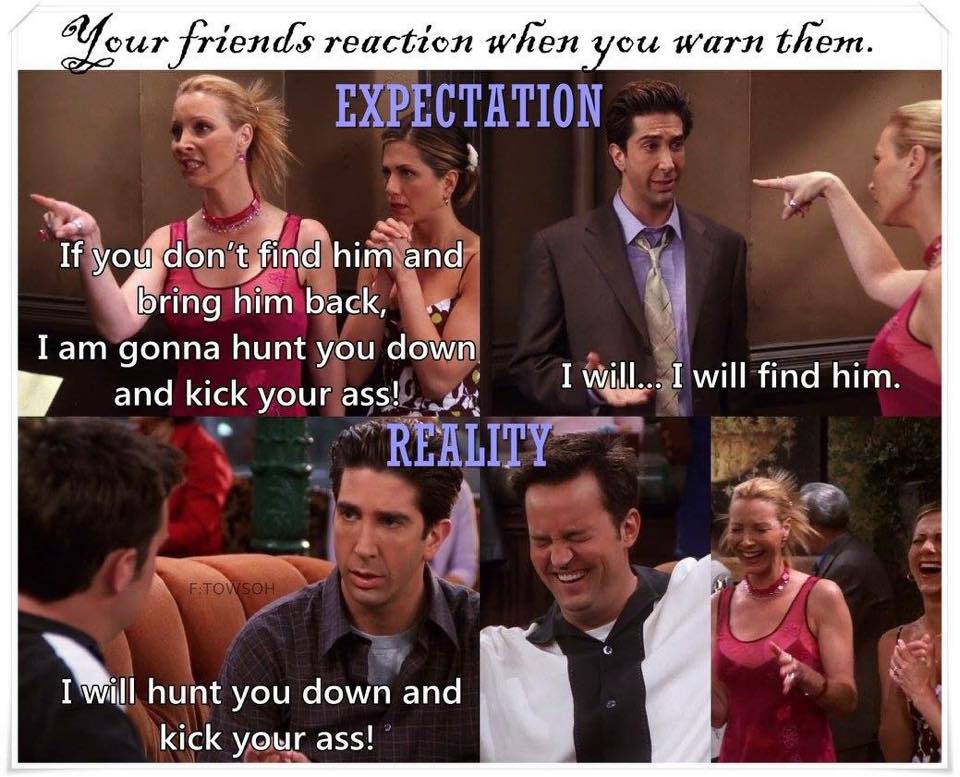 Your friends reaction when you warn them.
EXPECTATION
If you don't find him and
bring him back,
I am gonna hunt you down
and kick your ass!
I will... I will find him.
REALITY
F:TOWSOH
I will hunt you down and
kick your ass!